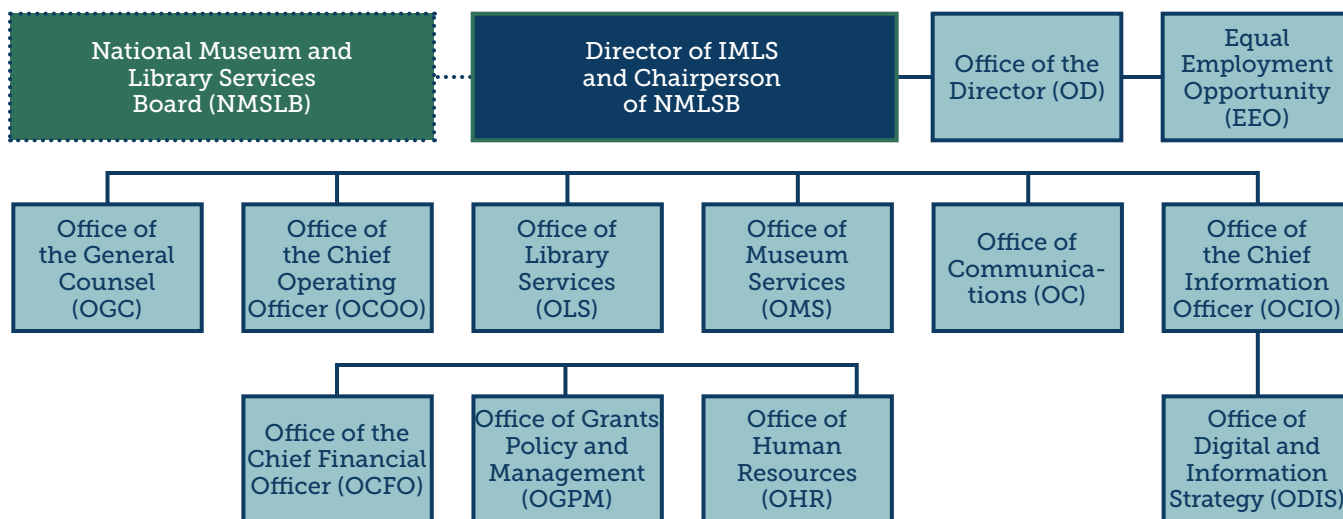 National Museum and
Library Services
Board (NMSLB)
Director of IMLS
and Chairperson
of NMLSB
Office of the
Director (OD)
Equal
Employment
Opportunity
(EEO)
Office of
the General
Counsel
(OGC)
Office of
the Chief
Operating
Officer (OCOO)
Office of
Library
Services
(OLS)
Office of
Museum
Services
(OMS)
Office of
Communica-
tions (OC)
Office of
the Chief
Information
Officer (OCIO)
Office of the
Chief Financial
Officer (OCFO)
Office of Grants
Policy and
Management
(OGPM)
Office of
Human
Resources
(OHR)
Office of
Digital and
Information
Strategy (ODIS)